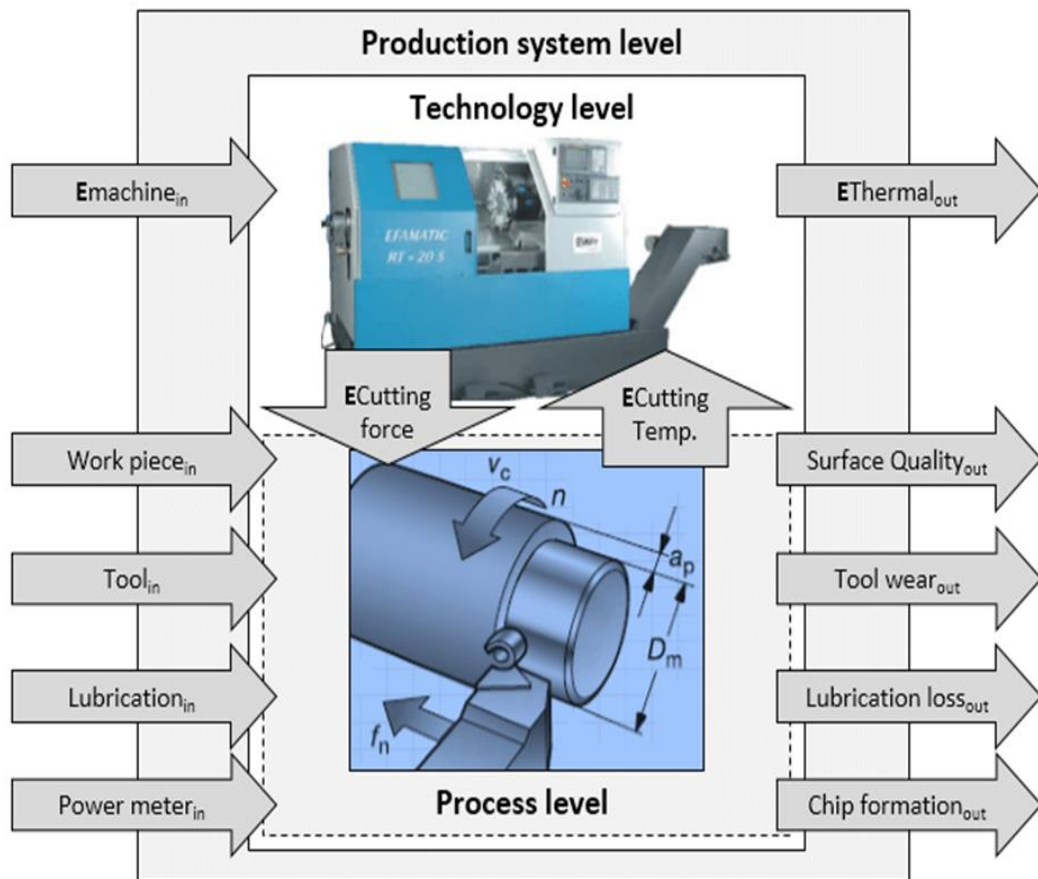 Production system level
Technology level
Emachinein
EThermalout
EFAMATIC
RT - 20 S
ECutting
force
ECutting
Temp.
Work piecein
Surface Qualityout
vc
n
ap
Toolin
Tool wearout
Dm
Lubricationin
Lubrication lossout
fn
Power meterin
Process level
Chip formationout